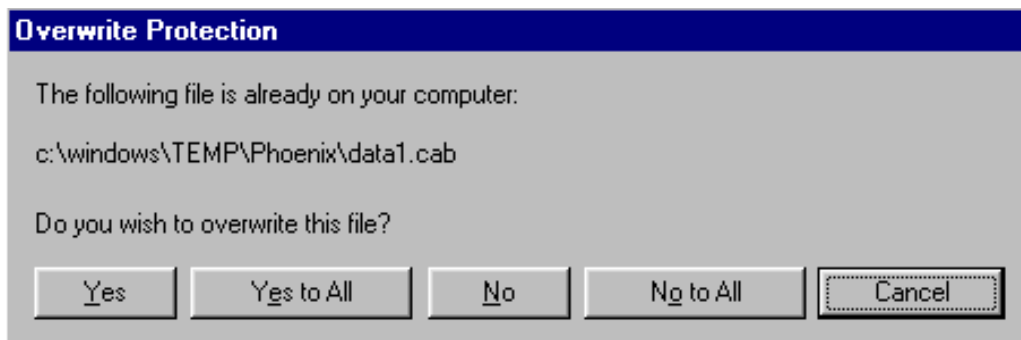 Overwrite Protection
The following file is already on your computer:
c:\windows\TEMP\Phoenix\data1.cab
Do you wish to overwrite this file?
Yes Yes to All No No to All Cancel